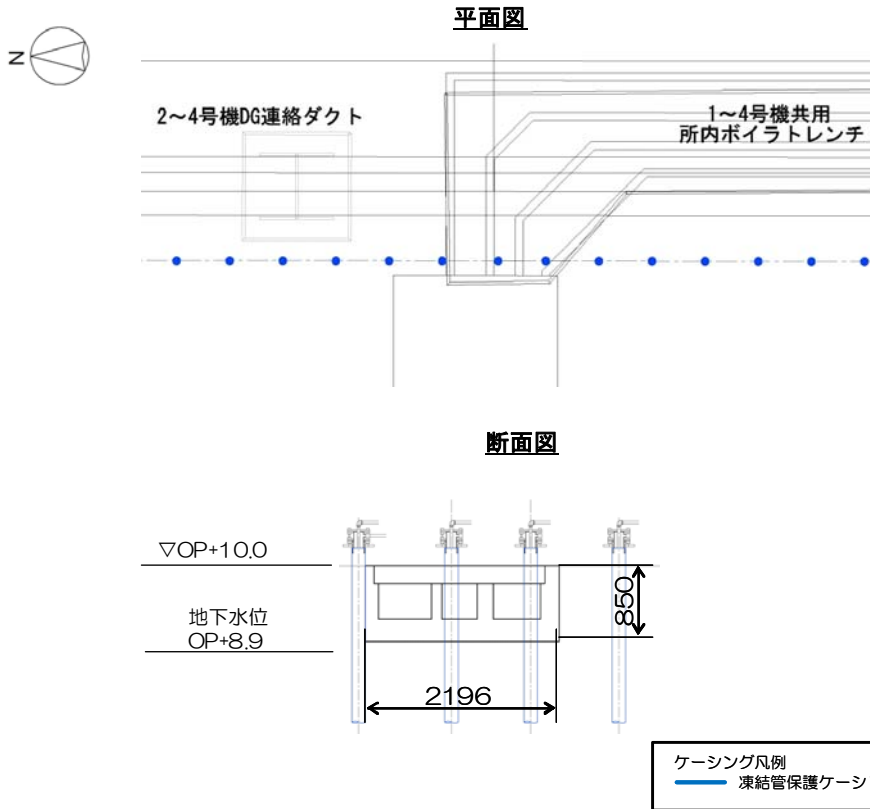 平面図
N
2～4号機DG連絡ダクト
1～4号機共用
所内ボイラトレンチ
断面図
▽OP+10.0
地下水位
OP+8.9
850
2196
ケーシング凡例
凍結管保護ケーシ